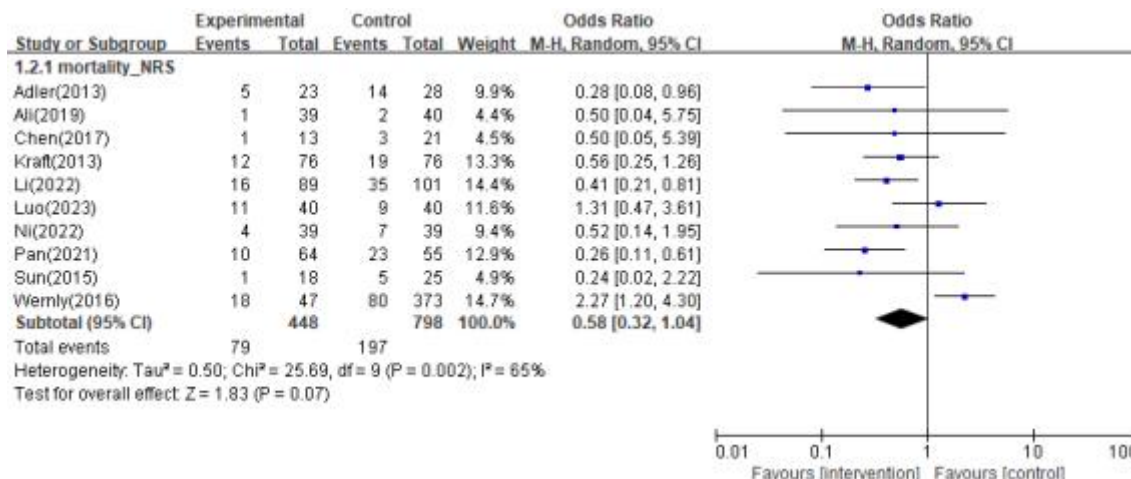 Experimental Control Odds Ratio Odds Ratio
Study or Subgroup Events Total Events Total Weight M-H, Random, 95% CI M-H, Random, 95% CI
1.2.1 mortality_NRS
Adler(2013) 5 23 14 28 9.9% 0.28 [0.08, 0.96]
Ali(2019) 1 39 2 40 4.4% 0.50 [0.04, 5.75]
Chen(2017) 1 13 3 21 4.5% 0.50 [0.05, 5.39]
Kraft(2013) 12 76 19 76 13.3% 0.56 [0.25, 1.26]
Li(2022) 16 89 35 101 14.4% 0.41 [0.21, 0.81]
Luo(2023) 11 40 9 40 11.6% 1.31 [0.47, 3.61]
Ni(2022) 4 39 7 39 9.4% 0.52 [0.14, 1.95]
Pan(2021) 10 64 23 55 13.0% 0.26 [0.11, 0.61]
Sun(2015) 1 18 5 25 4.9% 0.24 [0.02, 2.22]
Wernly(2016) 18 47 80 373 14.7% 2.27 [1.20, 4.30]
Subtotal (95% CI) 448 798 100.0% 0.58 [0.32, 1.04]
Total events 79 197
Heterogeneity: Tau² = 0.50; Chi² = 25.69, df = 9 (P = 0.002); I² = 65%
Test for overall effect: Z = 1.83 (P = 0.07)
0.01 0.1 1 10 100
Favours [intervention] Favours [control]